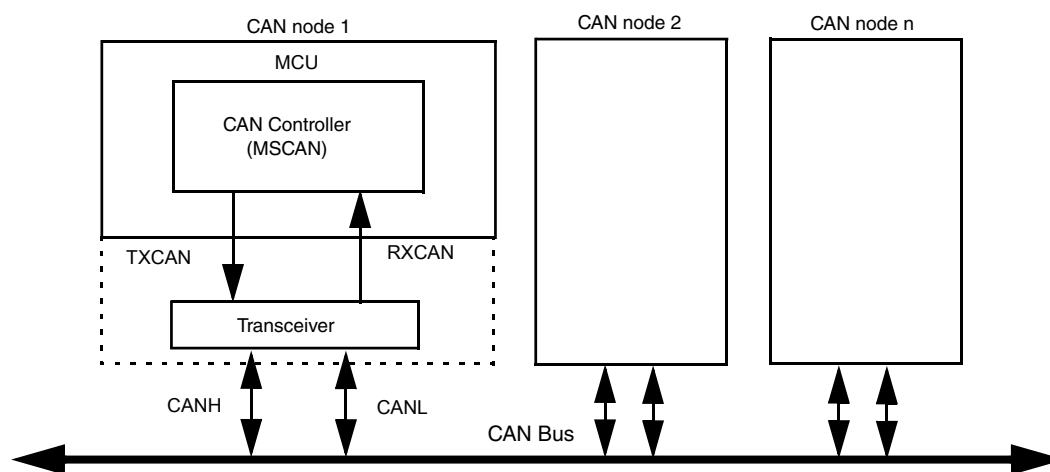 CAN node 1
CAN node 2
CAN node n
MCU
CAN Controller
(MSCAN)
TXCAN
RXCAN
Transceiver
CANH
CANL
CAN Bus